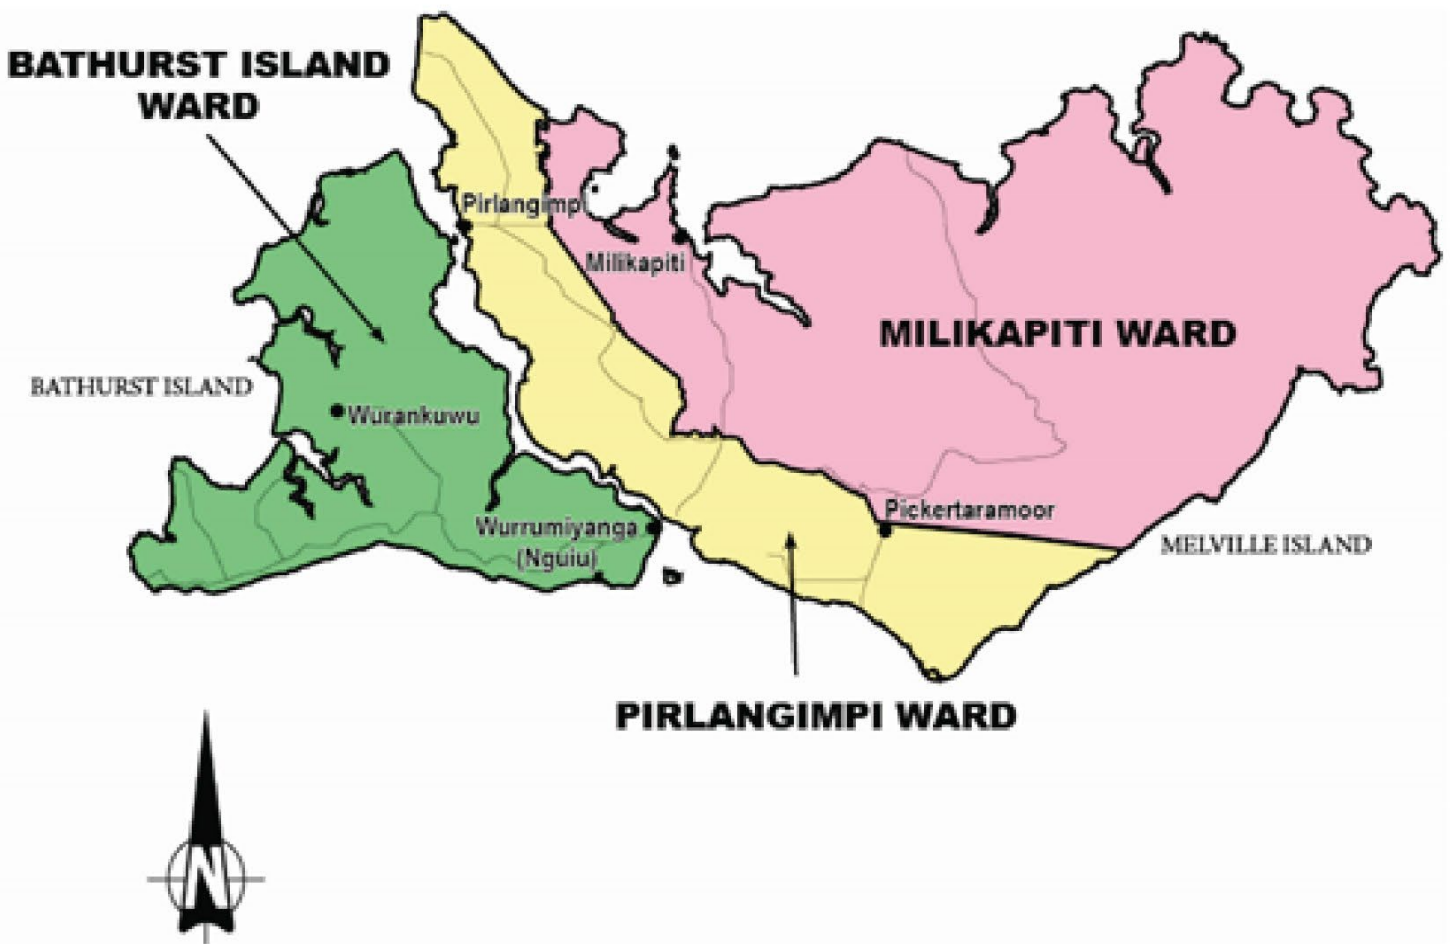 BATHURST ISLAND
WARD
Pirlangimpi
Milikapiti
MILIKAPITI WARD
BATHURST ISLAND
Wurankuwu
Pickertaramoor
Wurrumiyanga
(Nguiu)
MELVILLE ISLAND
PIRLANGIMPI WARD
N